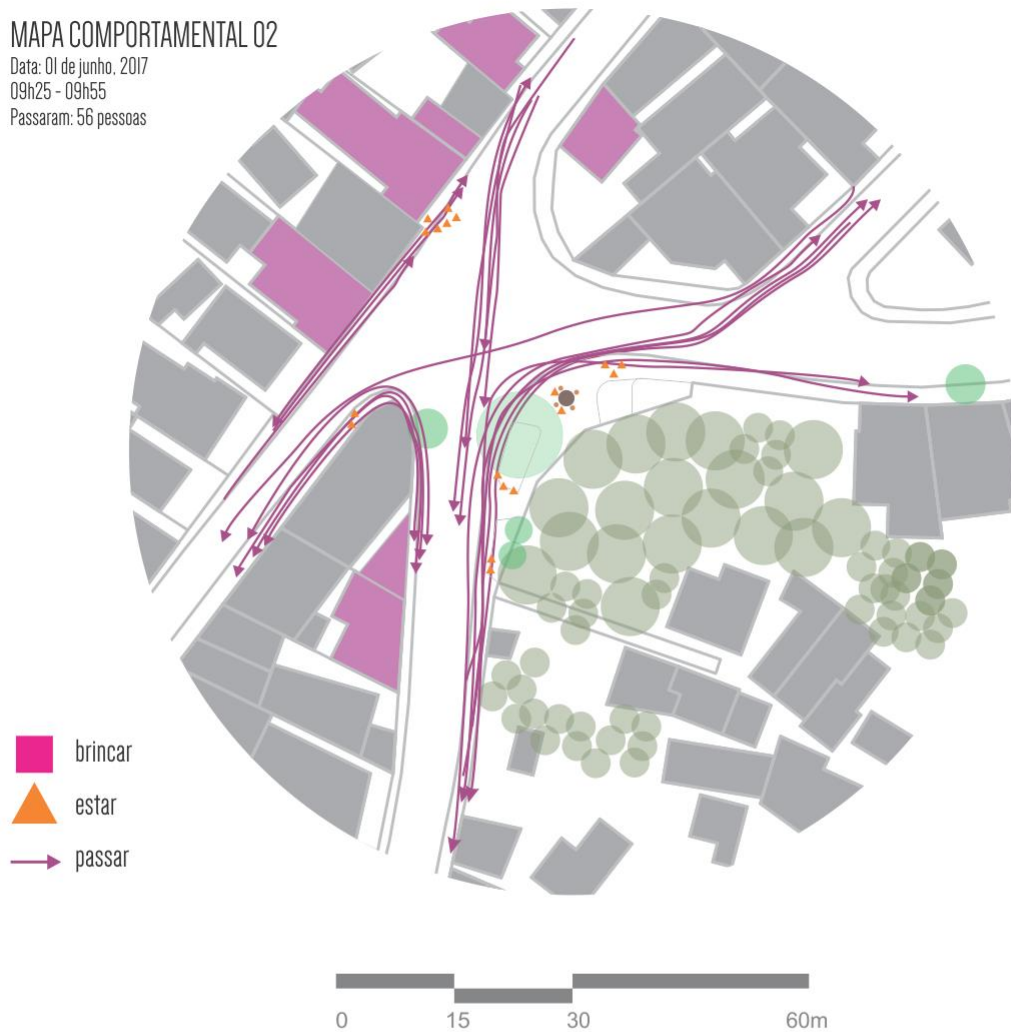 MAPA COMPORTAMENTAL 02
Data: 01 de junho, 2017
09h25 - 09h55
Passaram: 56 pessoas
brincar
estar
passar
0 15 30 60m